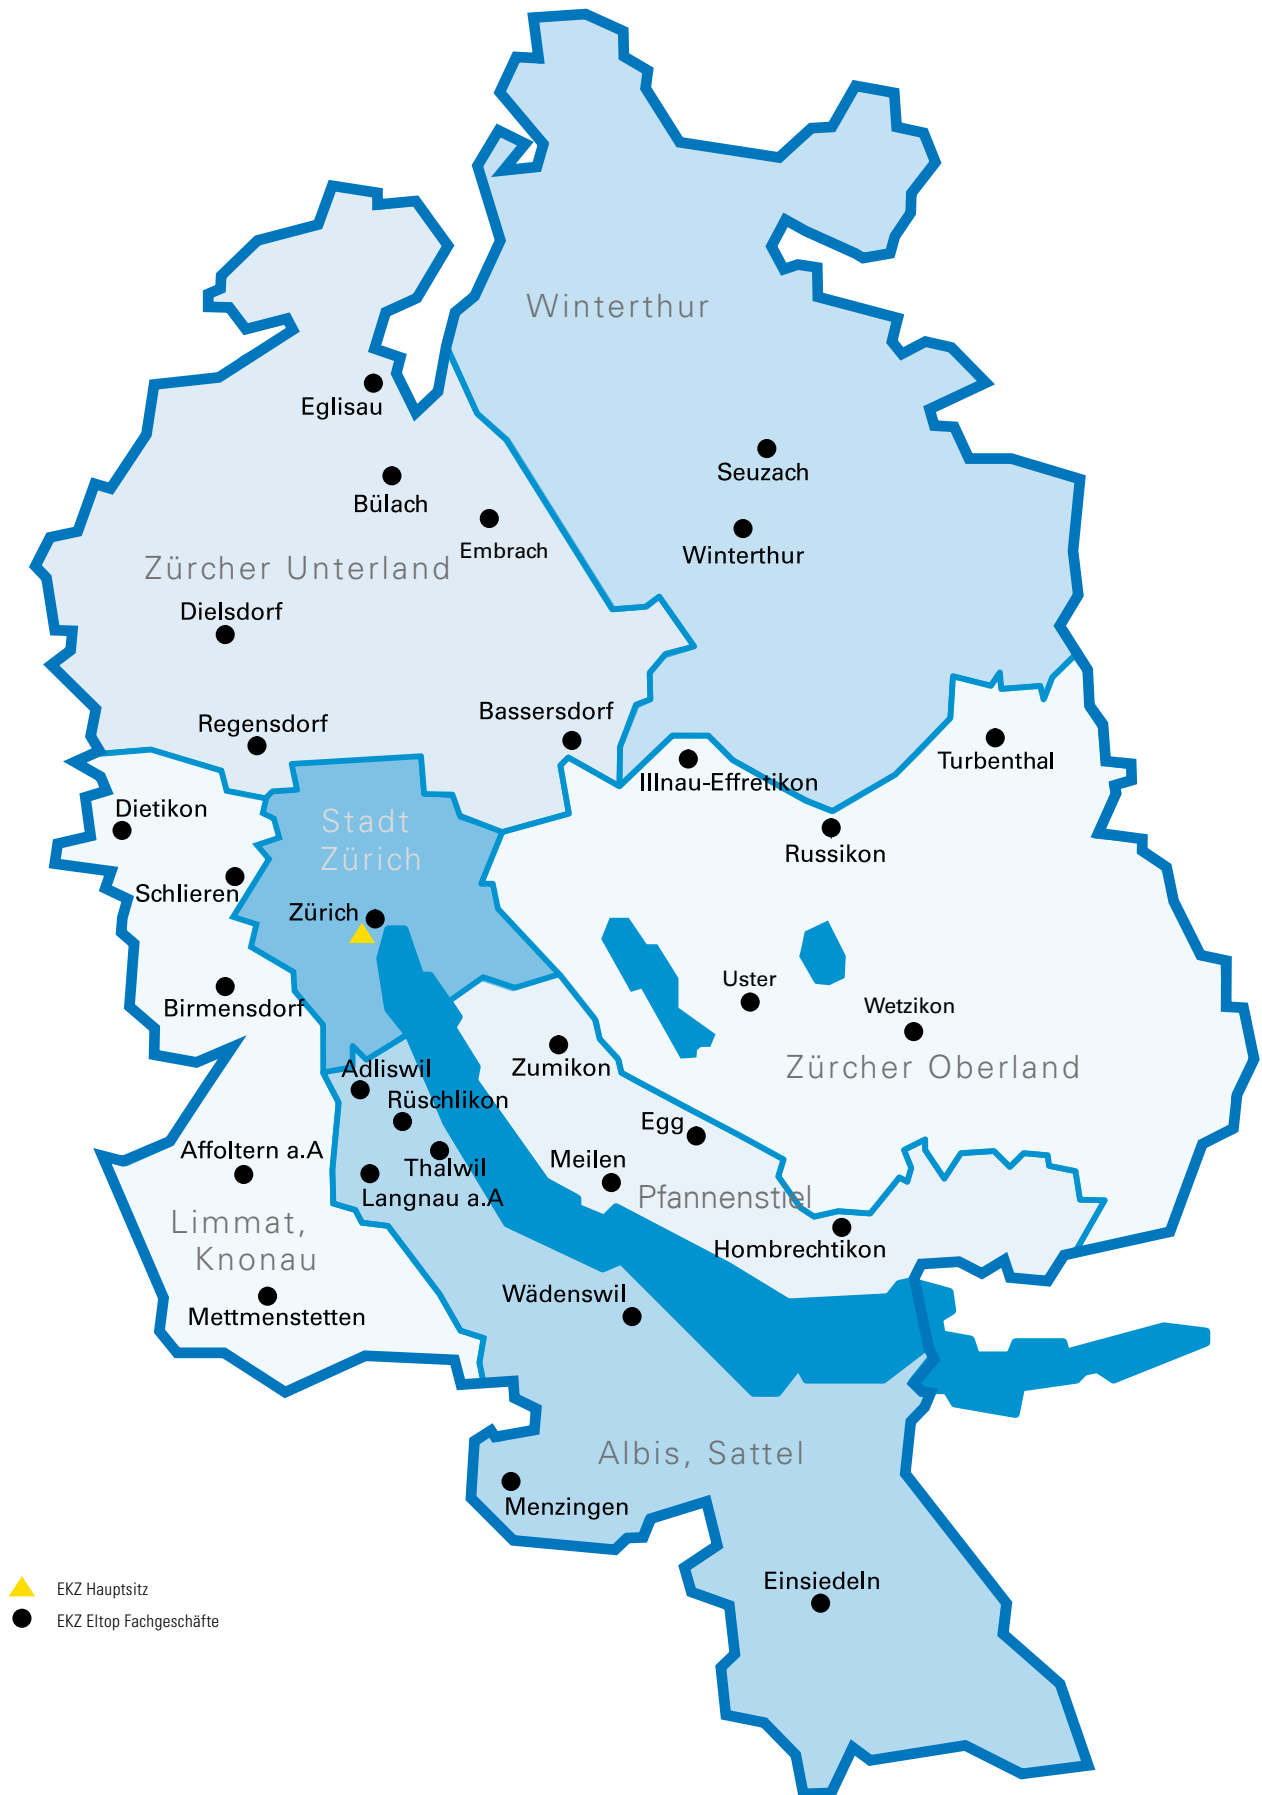 Winterthur
Eglisau
Seuzach
Bülach
Winterthur
Embrach
Zürcher Unterland
Dielsdorf
Bassersdorf
Regensdorf
Turbenthal
Illnau-Effretikon
Dietikon
Stadt
Zürich
Russikon
Schlieren
Zürich
Uster
Birmensdorf
Wetzikon
Zumikon
Zürcher Oberland
Adliswil
Rüschlikon
Egg
Affoltern a.A
Meilen
Thalwil
Langnau a.A
Pfannenstiel
Limmat,
Knonau
Hombrechtikon
Wädenswil
Mettmenstetten
Albis, Sattel
Menzingen
Einsiedeln
EKZ Hauptsitz
EKZ Eltop Fachgeschäfte